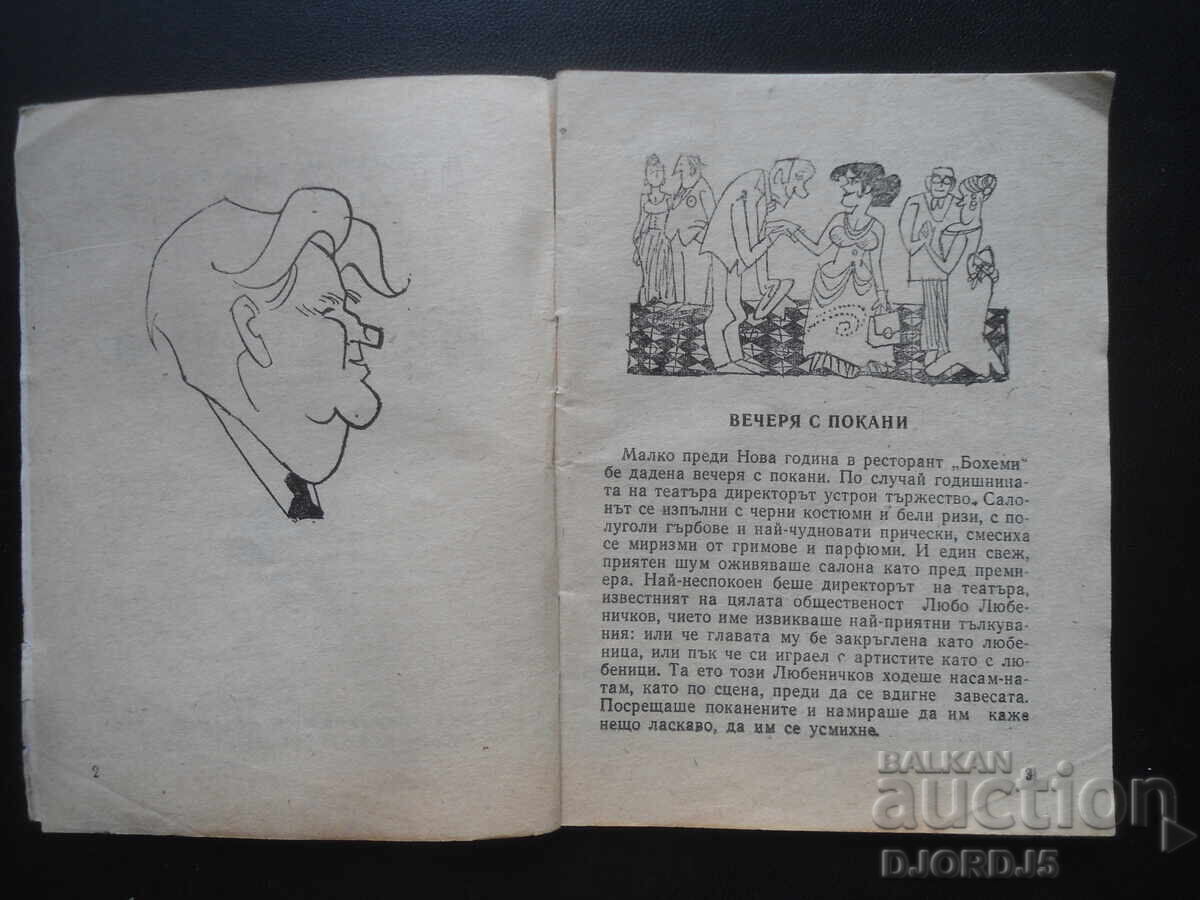 ВЕЧЕРЯ С ПОКАНИ
Малко преди Нова година в ресторант „Бохеми“
бе дадена вечеря с покани. По случай годишнината
на театъра директорът устрои тържество. Сало-
нът се изпълни с черни костюми и бели ризи, с по-
луголи гърбове и най-чудновати прически, смесиха
се миризми от гримове и парфюми. И един свеж,
приятен шум оживяваше салона като пред преми-
ера. Най-неспокоен беше директорът на театъра,
известният на цялата общественост Любо Любе-
ничков, чието име извикваше най-приятни тълкува-
ния: или че главата му бе закръглена като любе-
ница, или пък че си играел с артистите като с лю-
беници. Та ето този Любеничков ходеше насам-на-
там, като по сцена, преди да се вдигне завесата.
Посрещаше поканените и намираше да им каже
нещо ласкаво, да им се усмихне.
2
3
BALKAN
auction
DJORDJ5